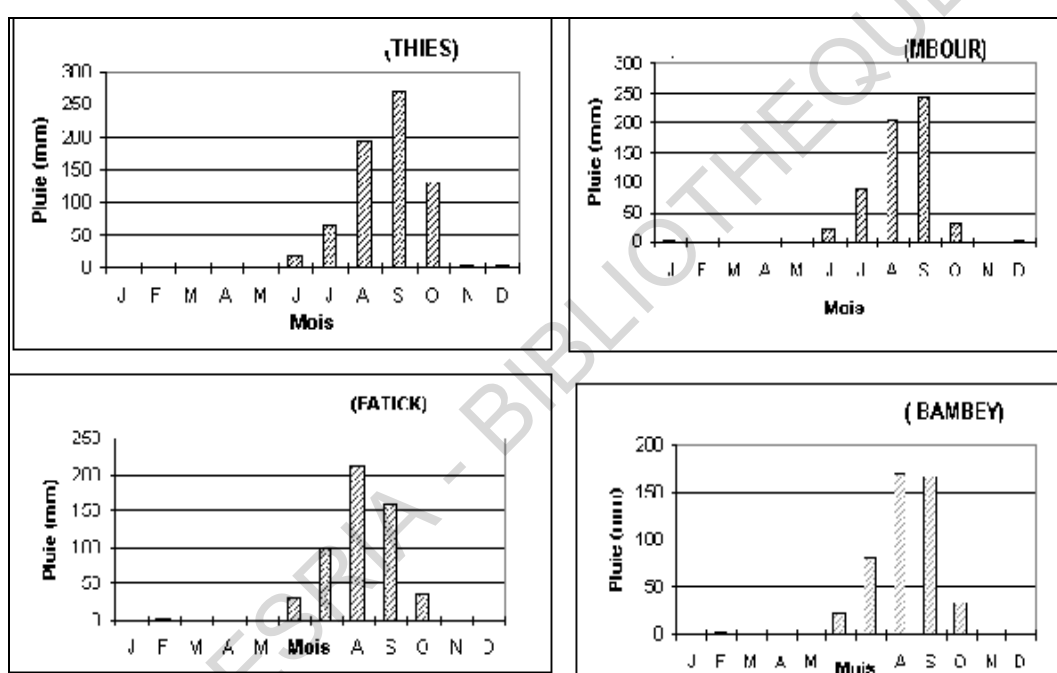 (THIES)
300
250
200
150
100
50
0
Pluie (mm)
J F M A M J J A S O N D
Mois
(MBOUR)
300
250
200
150
100
50
0
Pluie (mm)
J F M A M J J A S O N D
Mois
(FATICK)
250
200
150
100
50
0
Pluie (mm)
J F M A M Mois A S O N D
( BAMBEY)
200
150
100
50
0
Pluie (mm)
J F M A M Mois A S O N D
ESRIA - BIBLIOTHEQUE